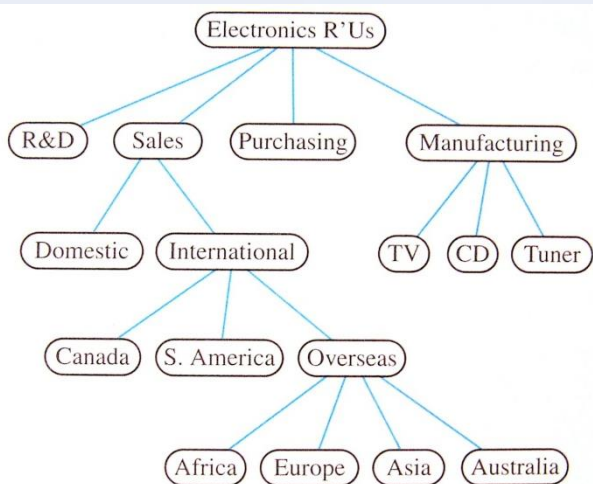 Electronics R'Us
R&D Sales Purchasing Manufacturing
Domestic International TV CD Tuner
Canada S. America Overseas
Africa Europe Asia Australia